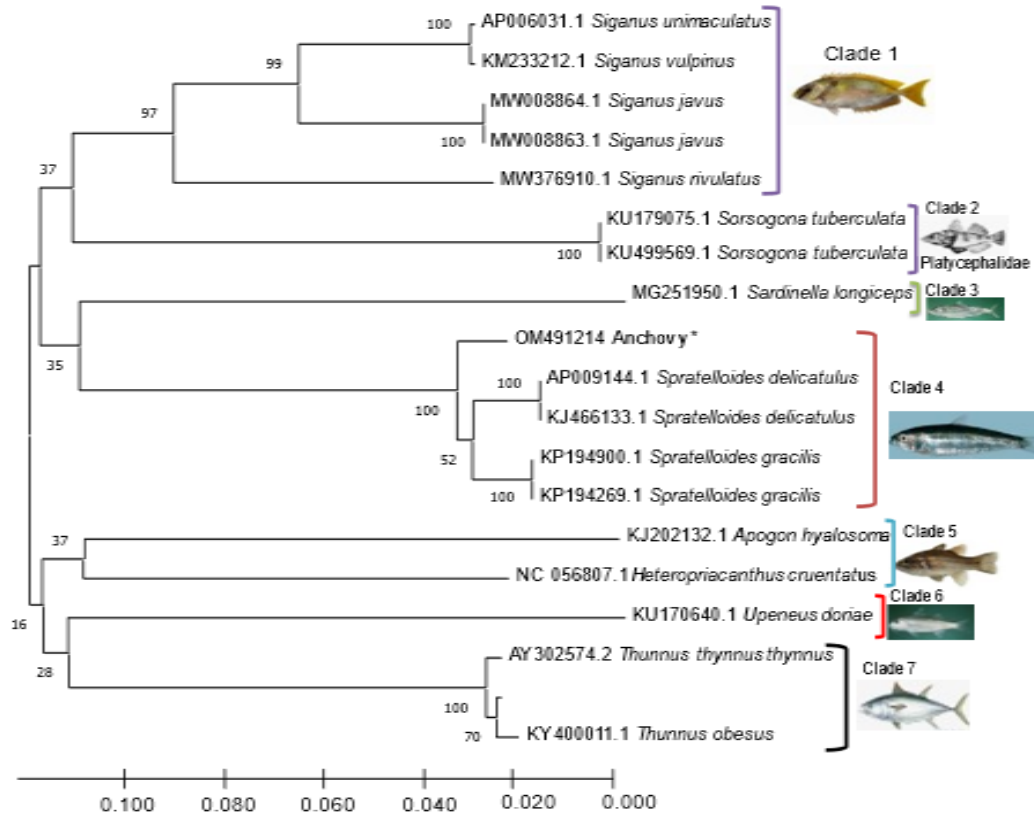 100
AP006031.1 Siganus unimaculatus
KM233212.1 Siganus vulpinus
99
Clade 1
97
MW008864.1 Siganus javus
100
MW008863.1 Siganus javus
37
MW376910.1 Siganus rivulatus
KU179075.1 Sorsogona tuberculata
Clade 2
100
KU499569.1 Sorsogona tuberculata
Platycephalidae
Clade 3
MG251950.1 Sardinella longiceps
OM491214 Anchovy*
35
AP009144.1 Spratelloides delicatulus
100
Clade 4
100
KJ466133.1 Spratelloides delicatulus
52
KP194900.1 Spratelloides gracilis
100
KP194269.1 Spratelloides gracilis
37
KJ202132.1 Apogon hyalosoma
Clade 5
NC 056807.1 Heteropriacanthus cruentatus
Clade 6
16
KU170640.1 Upeneus doriae
28
AY302574.2 Thunnus thynnus thynnus
Clade 7
100
70
KY400011.1 Thunnus obesus
0.100 0.080 0.060 0.040 0.020 0.000